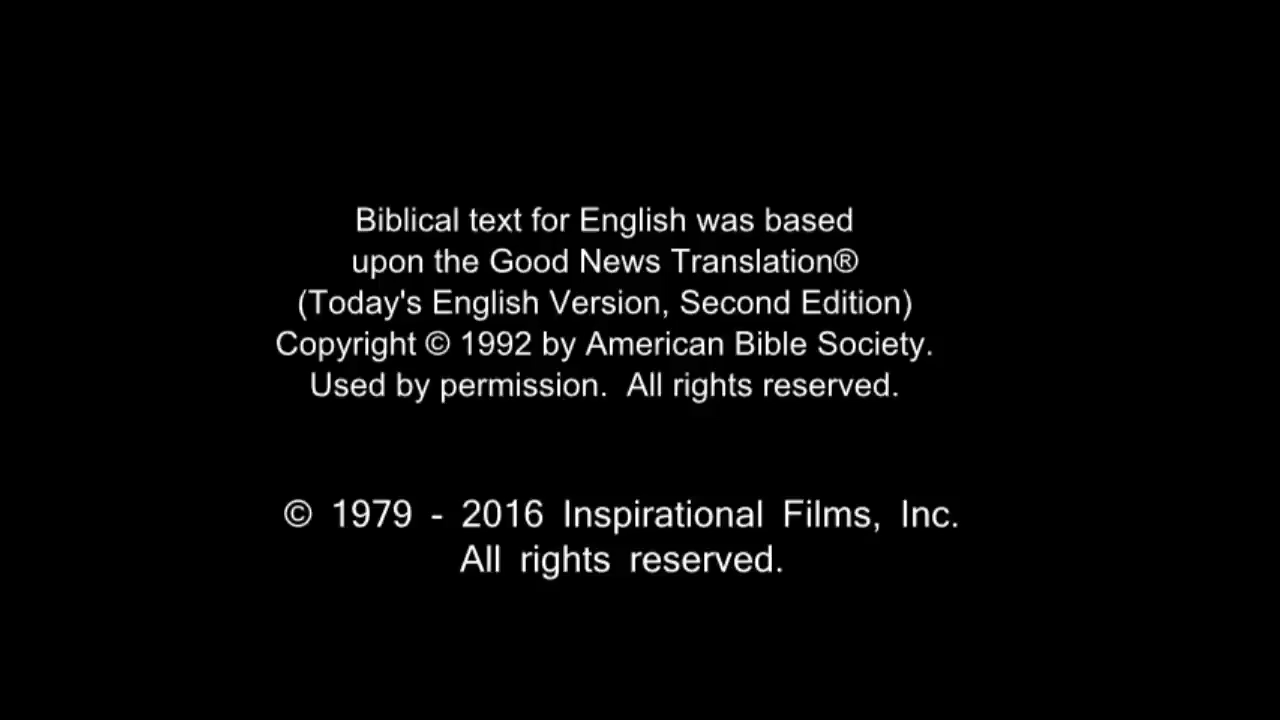 Biblical text for English was based
upon the Good News Translation®
(Today's English Version, Second Edition)
Copyright © 1992 by American Bible Society.
Used by permission.  All rights reserved.
© 1979 - 2016 Inspirational Films, Inc.
All rights reserved.